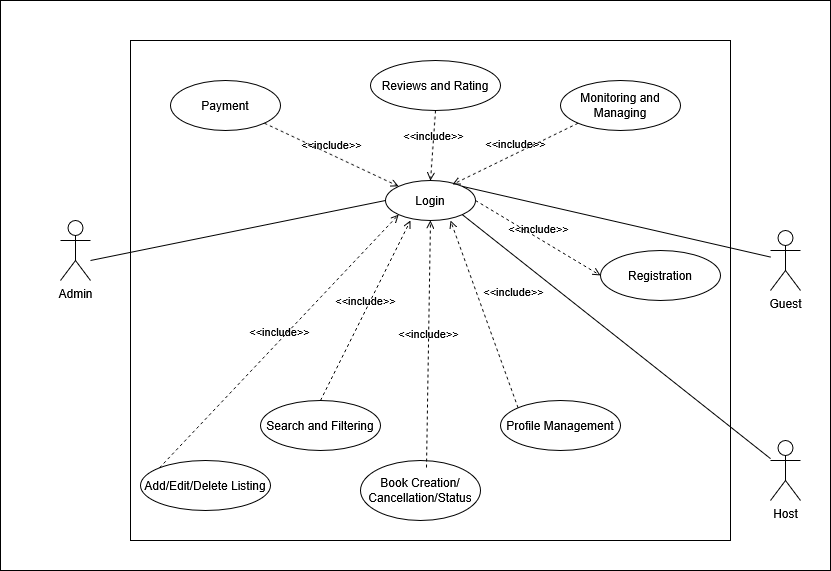 Reviews and Rating
Payment
Monitoring and
Managing
<<include>>
<<include>>
<<include>>
Login
<<include>>
Registration
Admin
Guest
<<include>>
<<include>>
<<include>>
<<include>>
Search and Filtering
Profile Management
Add/Edit/Delete Listing
Book Creation/
Cancellation/Status
Host